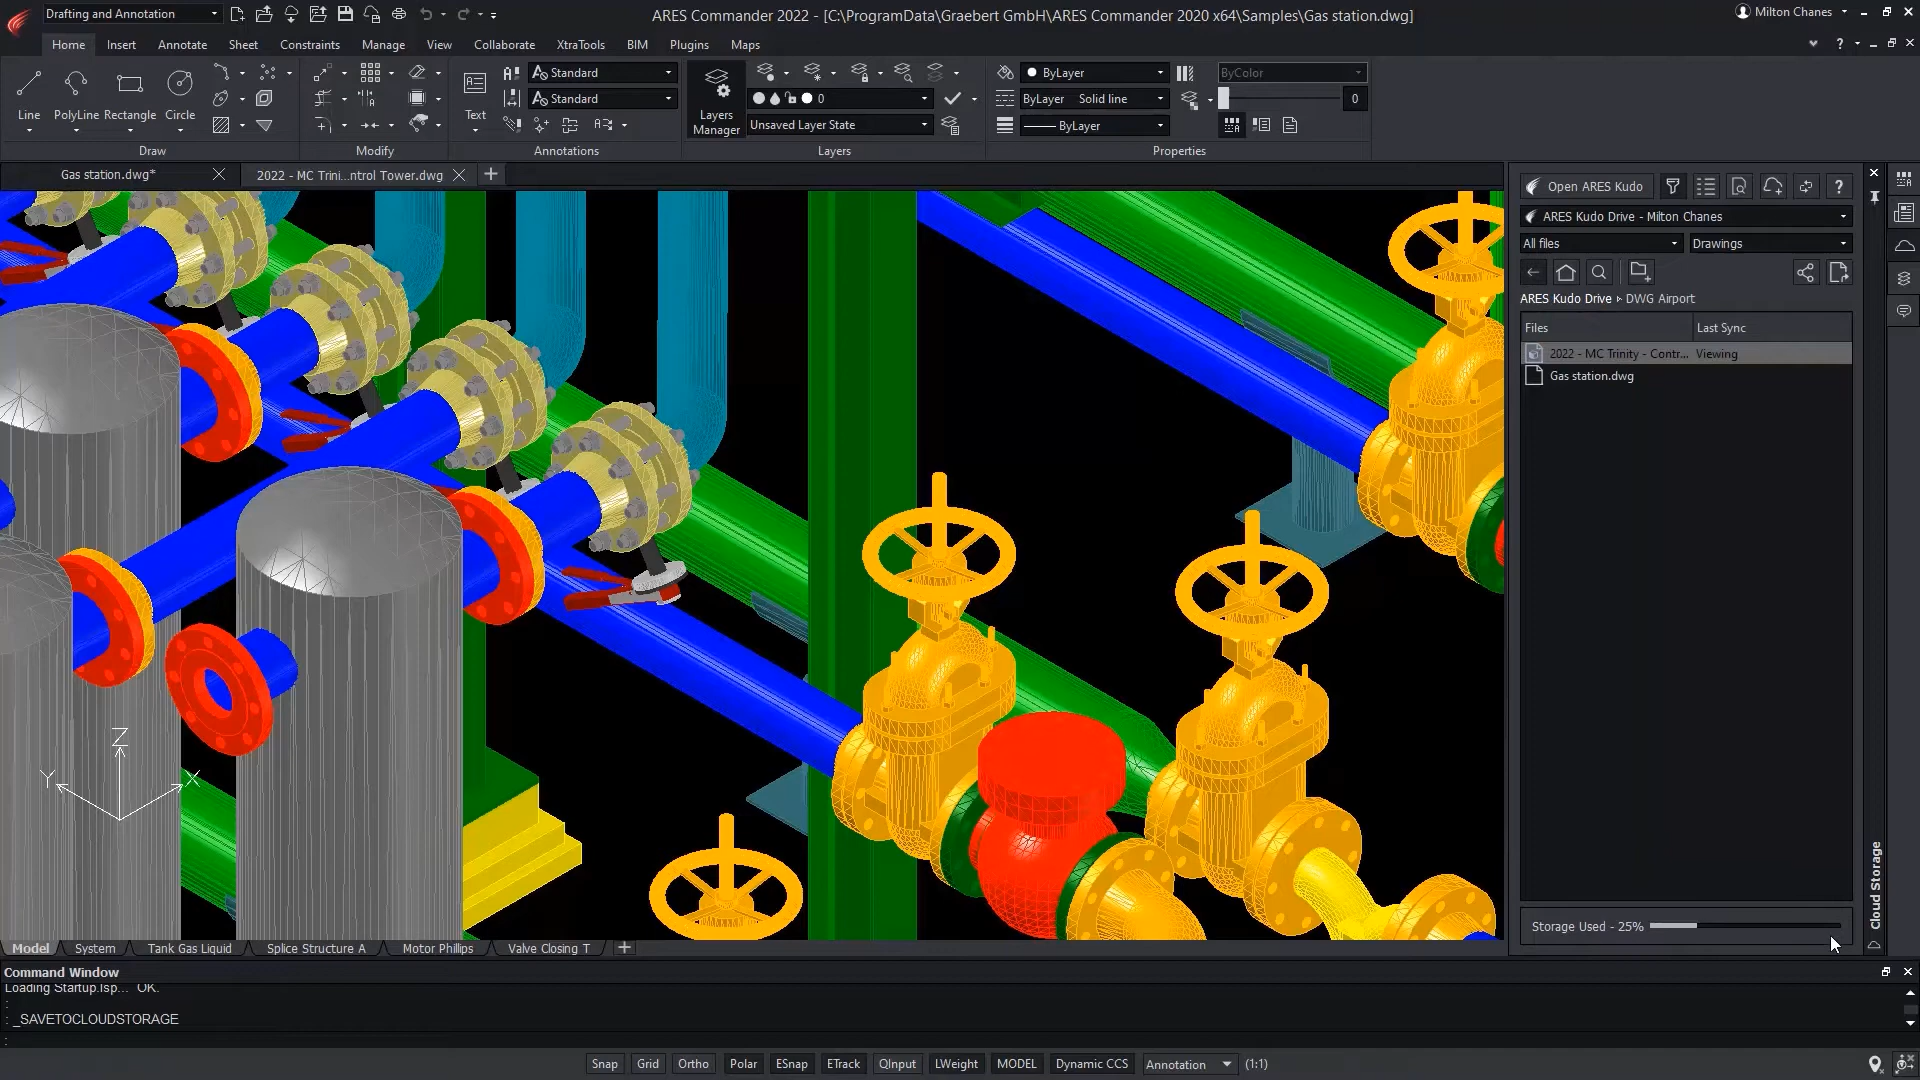 Drafting and Annotation
ARES Commander 2022 - [C:\ProgramData\Graebert GmbH\ARES Commander 2020 x64\Samples\Gas station.dwg]
Milton Chanes
Home Insert Annotate Sheet Constraints Manage View Collaborate XtraTools BIM Plugins Maps
Standard
ByLayer
ByColor
Standard
0
ByLayer Solid line
0
Line PolyLine Rectangle Circle
Text
Layers Manager
Unsaved Layer State
ByLayer
Draw Modify Annotations Layers Properties
Gas station.dwg*
2022 - MC Trini...ntrol Tower.dwg
Open ARES Kudo
?
ARES Kudo Drive - Milton Chanes
All files
Drawings
ARES Kudo Drive ▸ DWG Airport
Files Last Sync
2022 - MC Trinity - Contr... Viewing
Gas station.dwg
Z
Y
X
Cloud Storage
Storage Used - 25%
Model System Tank Gas Liquid Splice Structure A Motor Phillips Valve Closing T
Command Window
Loading Startup.lsp... OK.
:
: _SAVETOCLOUDSTORAGE
:
Snap Grid Ortho Polar ESnap ETrack QInput LWeight MODEL Dynamic CCS Annotation (1:1)